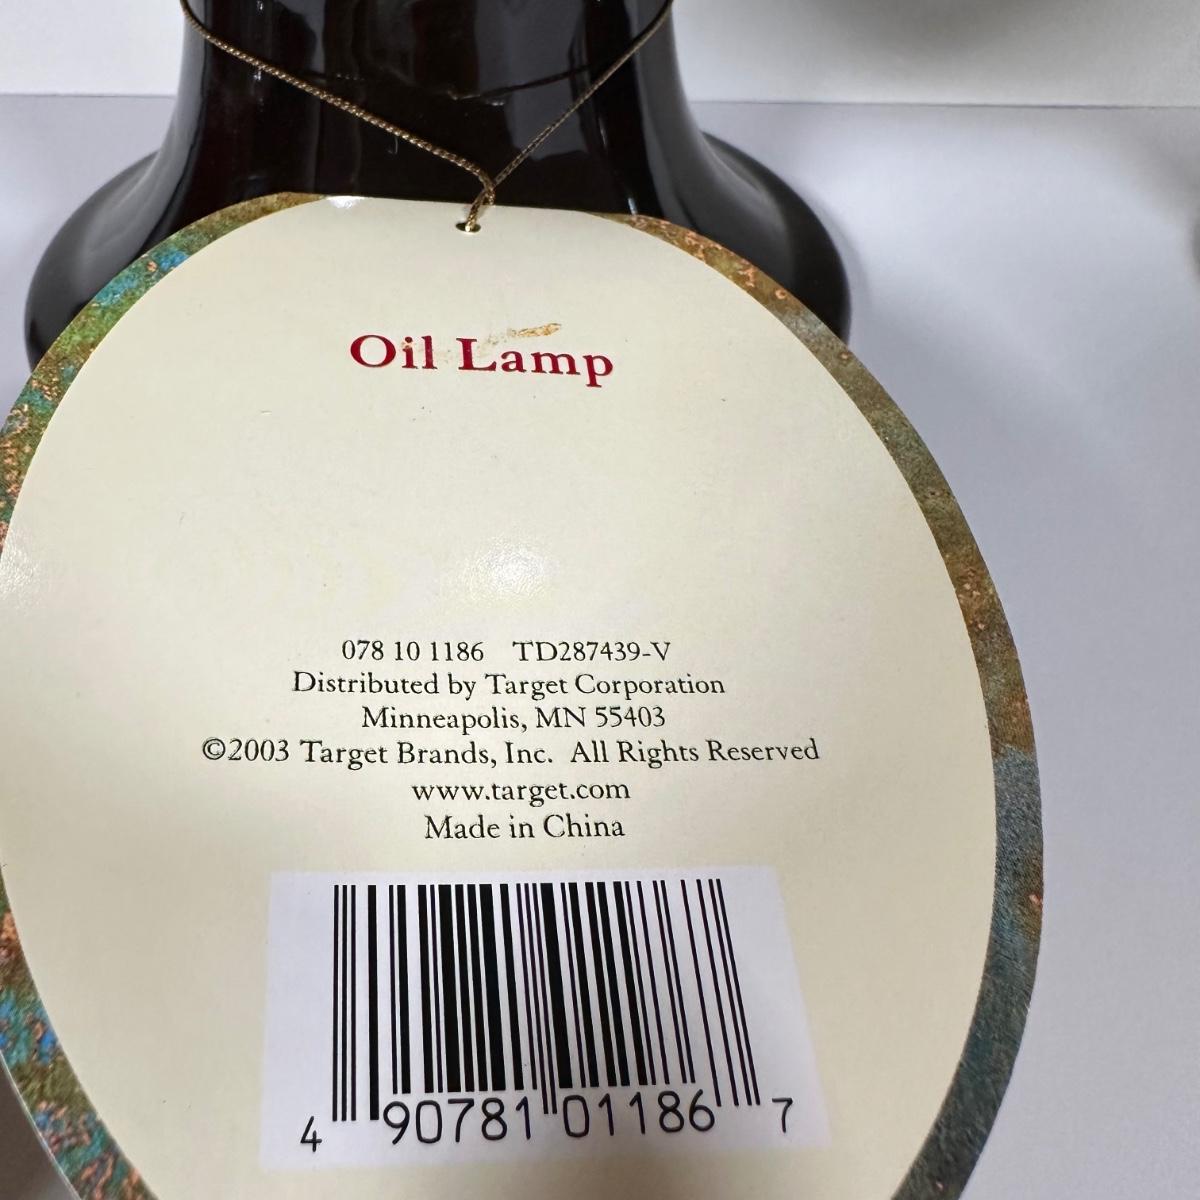 Oil Lamp
078 10 1186 TD287439-V
Distributed by Target Corporation
Minneapolis, MN 55403
©2003 Target Brands, Inc. All Rights Reserved
www.target.com
Made in China
4 90781 01186 7